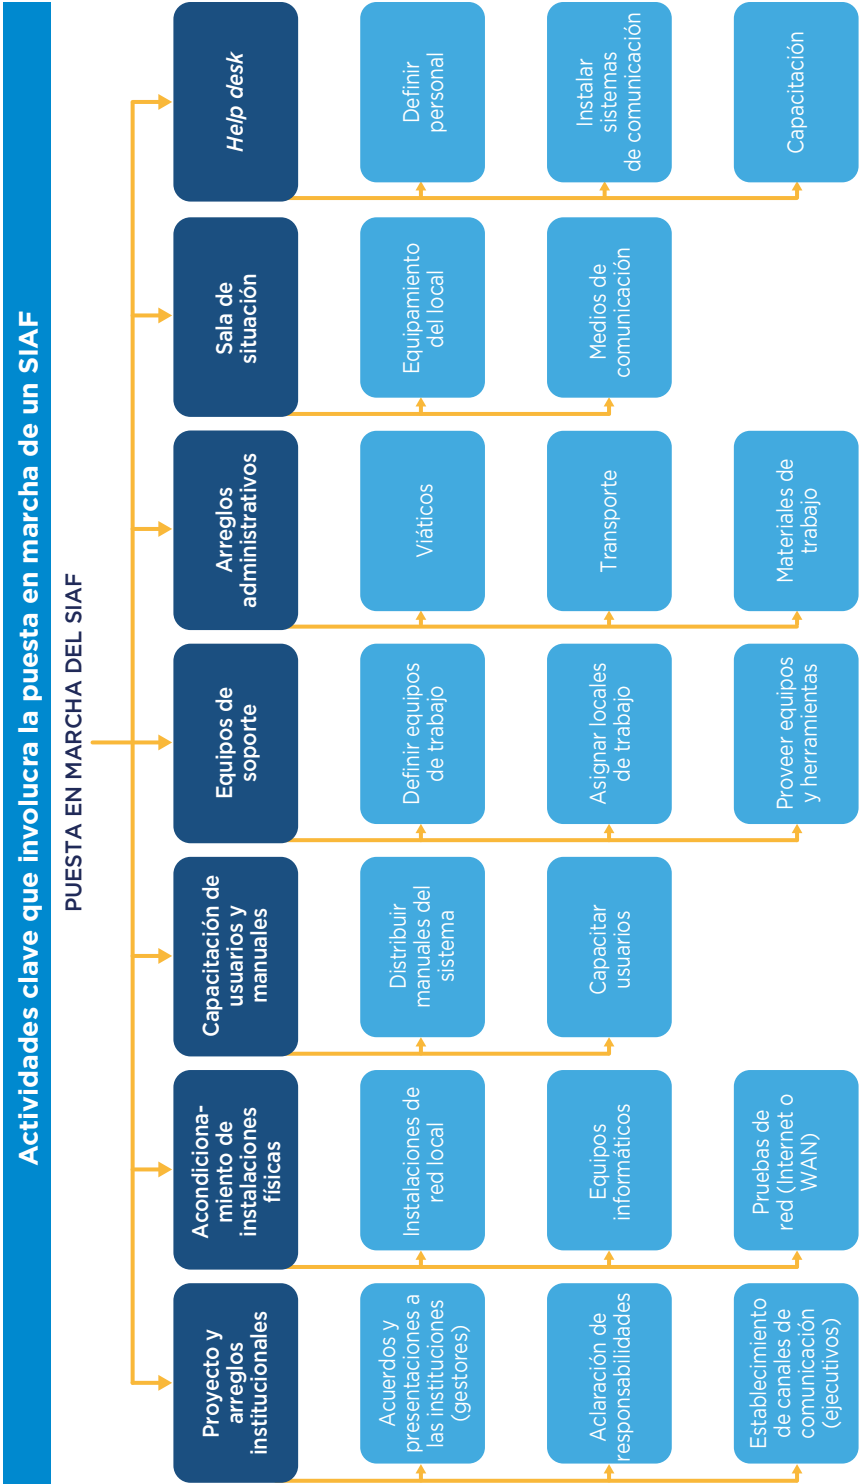 Actividades clave que involucra la puesta en marcha de un SIAF
PUESTA EN MARCHA DEL SIAF
Proyecto y
arreglos
institucionales
Acuerdos y
presentaciones a
las instituciones
(gestores)
Aclaración de
responsabilidades
Establecimiento
de canales de
comunicación
(ejecutivos)
Acondiciona-
miento de
instalaciones
físicas
Instalaciones de
red local
Equipos
informáticos
Pruebas de
red (Internet o
WAN)
Capacitación de
usuarios y
manuales
Distribuir
manuales del
sistema
Capacitar
usuarios
Equipos de
soporte
Definir equipos
de trabajo
Asignar locales
de trabajo
Proveer equipos
y herramientas
Arreglos
administrativos
Viáticos
Transporte
Materiales de
trabajo
Sala de
situación
Equipamiento
del local
Medios de
comunicación
Help desk
Definir
personal
Instalar
sistemas
de comunicación
Capacitación